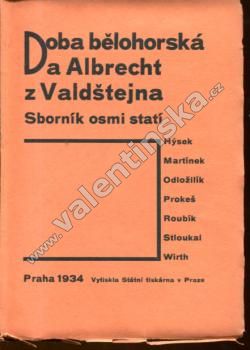 Doba bělohorská
a Albrecht
z Valdštejna
Sborník osmi statí
Hýsek
Martínek
Odložilík
Prokeš
Roubík
Stloukal
Wirth
www.valentinska.cz
Praha 1934 Vytiskla Státní tiskárna v Praze